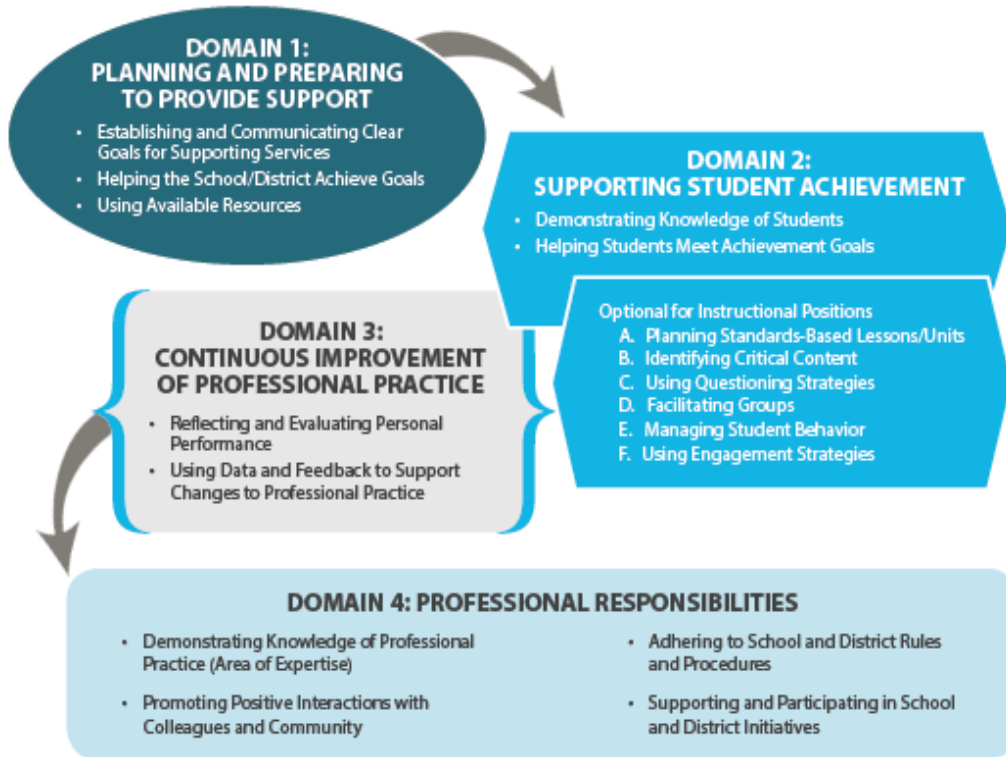 DOMAIN 1:
PLANNING AND PREPARING
TO PROVIDE SUPPORT
• Establishing and Communicating Clear
Goals for Supporting Services
• Helping the School/District Achieve Goals
• Using Available Resources
DOMAIN 2:
SUPPORTING STUDENT ACHIEVEMENT
• Demonstrating Knowledge of Students
• Helping Students Meet Achievement Goals
Optional for Instructional Positions
A. Planning Standards-Based Lessons/Units
B. Identifying Critical Content
C. Using Questioning Strategies
D. Facilitating Groups
E. Managing Student Behavior
F. Using Engagement Strategies
DOMAIN 3:
CONTINUOUS IMPROVEMENT
OF PROFESSIONAL PRACTICE
• Reflecting and Evaluating Personal
Performance
• Using Data and Feedback to Support
Changes to Professional Practice
DOMAIN 4: PROFESSIONAL RESPONSIBILITIES
• Demonstrating Knowledge of Professional
Practice (Area of Expertise)
• Promoting Positive Interactions with
Colleagues and Community
• Adhering to School and District Rules
and Procedures
• Supporting and Participating in School
and District Initiatives